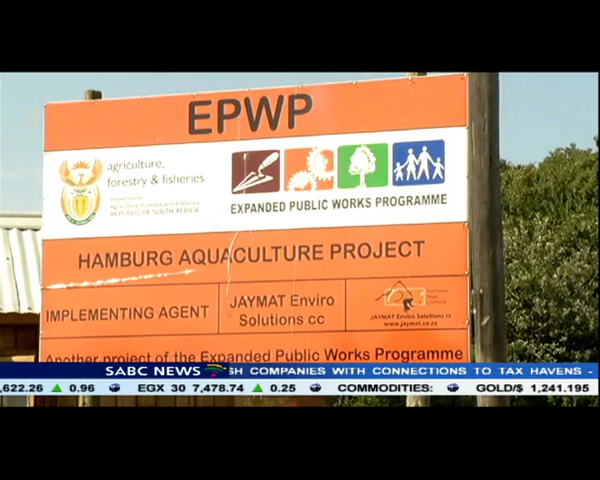 EPWP
agriculture,
forestry & fisheries
Department:
Agriculture, Forestry and Fisheries
REPUBLIC OF SOUTH AFRICA
EXPANDED PUBLIC WORKS PROGRAMME
HAMBURG AQUACULTURE PROJECT
IMPLEMENTING AGENT
JAYMAT Enviro
Solutions cc
JAYMAT Enviro Solutions cc
www.jaymat.co.za
Another project of the Expanded Public Works Programme
SABC NEWS SH COMPANIES WITH CONNECTIONS TO TAX HAVENS -
,622.26 0.96 EGX 30 7,478.74 0.25 COMMODITIES: GOLD/$ 1,241.195